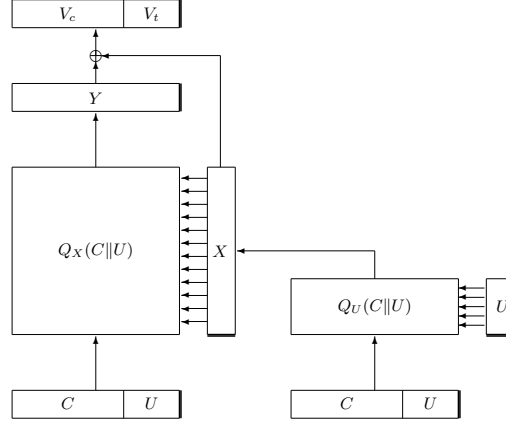 V_c V_t
Y
Q_X(C‖U) X
Q_U(C‖U) U
C U C U